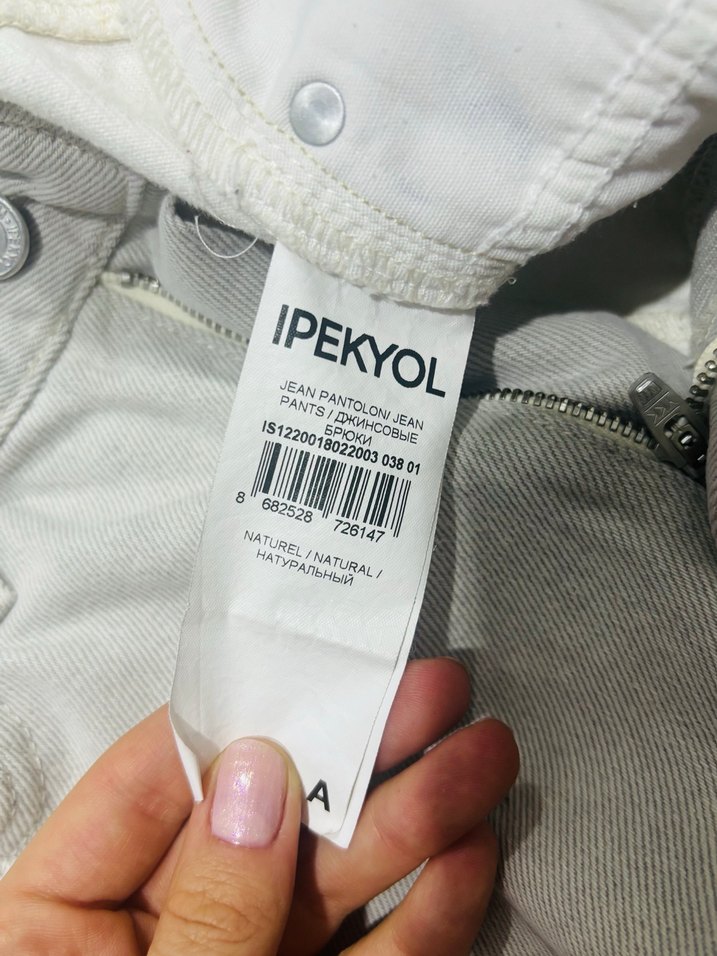 IPEKYOL
JEAN PANTOLON/ JEAN
PANTS / ДЖИНСОВЫЕ
БРЮКИ
IS1220018022003 038 01
8 682528 726147
NATUREL / NATURAL /
НАТУРАЛЬНЫЙ
A